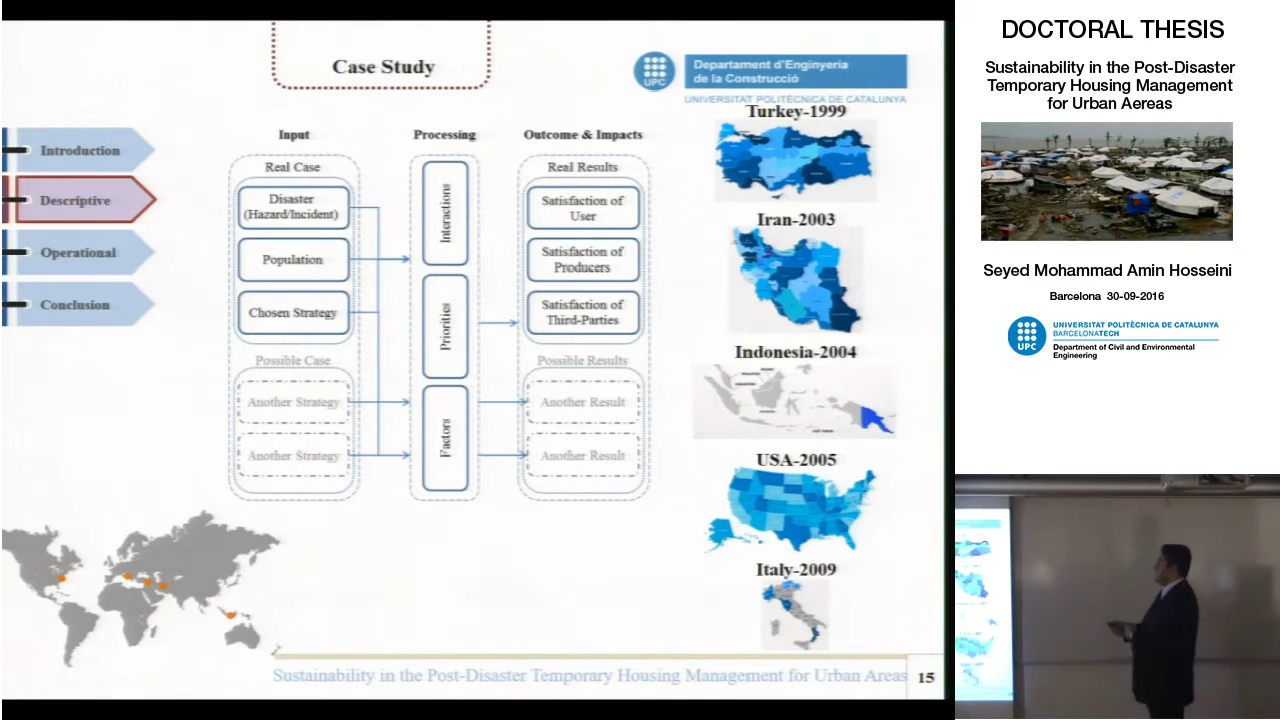 Case Study
UPC
Departament d'Enginyeria
de la Construcció
UNIVERSITAT POLITÈCNICA DE CATALUNYA
Introduction
Descriptive
Operational
Conclusion
Input
Processing
Outcome & Impacts
Real Case
Disaster
(Hazard/Incident)
Population
Chosen Strategy
Possible Case
Another Strategy
Another Strategy
Interactions
Priorities
Factors
Real Results
Satisfaction of
User
Satisfaction of
Producers
Satisfaction of
Third-Parties
Possible Results
Another Result
Another Result
Turkey-1999
Iran-2003
Indonesia-2004
USA-2005
Italy-2009
Sustainability in the Post-Disaster Temporary Housing Management for Urban Areas
15
DOCTORAL THESIS
Sustainability in the Post-Disaster
Temporary Housing Management
for Urban Aereas
Seyed Mohammad Amin Hosseini
Barcelona 30-09-2016
UPC
UNIVERSITAT POLITÈCNICA DE CATALUNYA
BARCELONATECH
Department of Civil and Environmental
Engineering